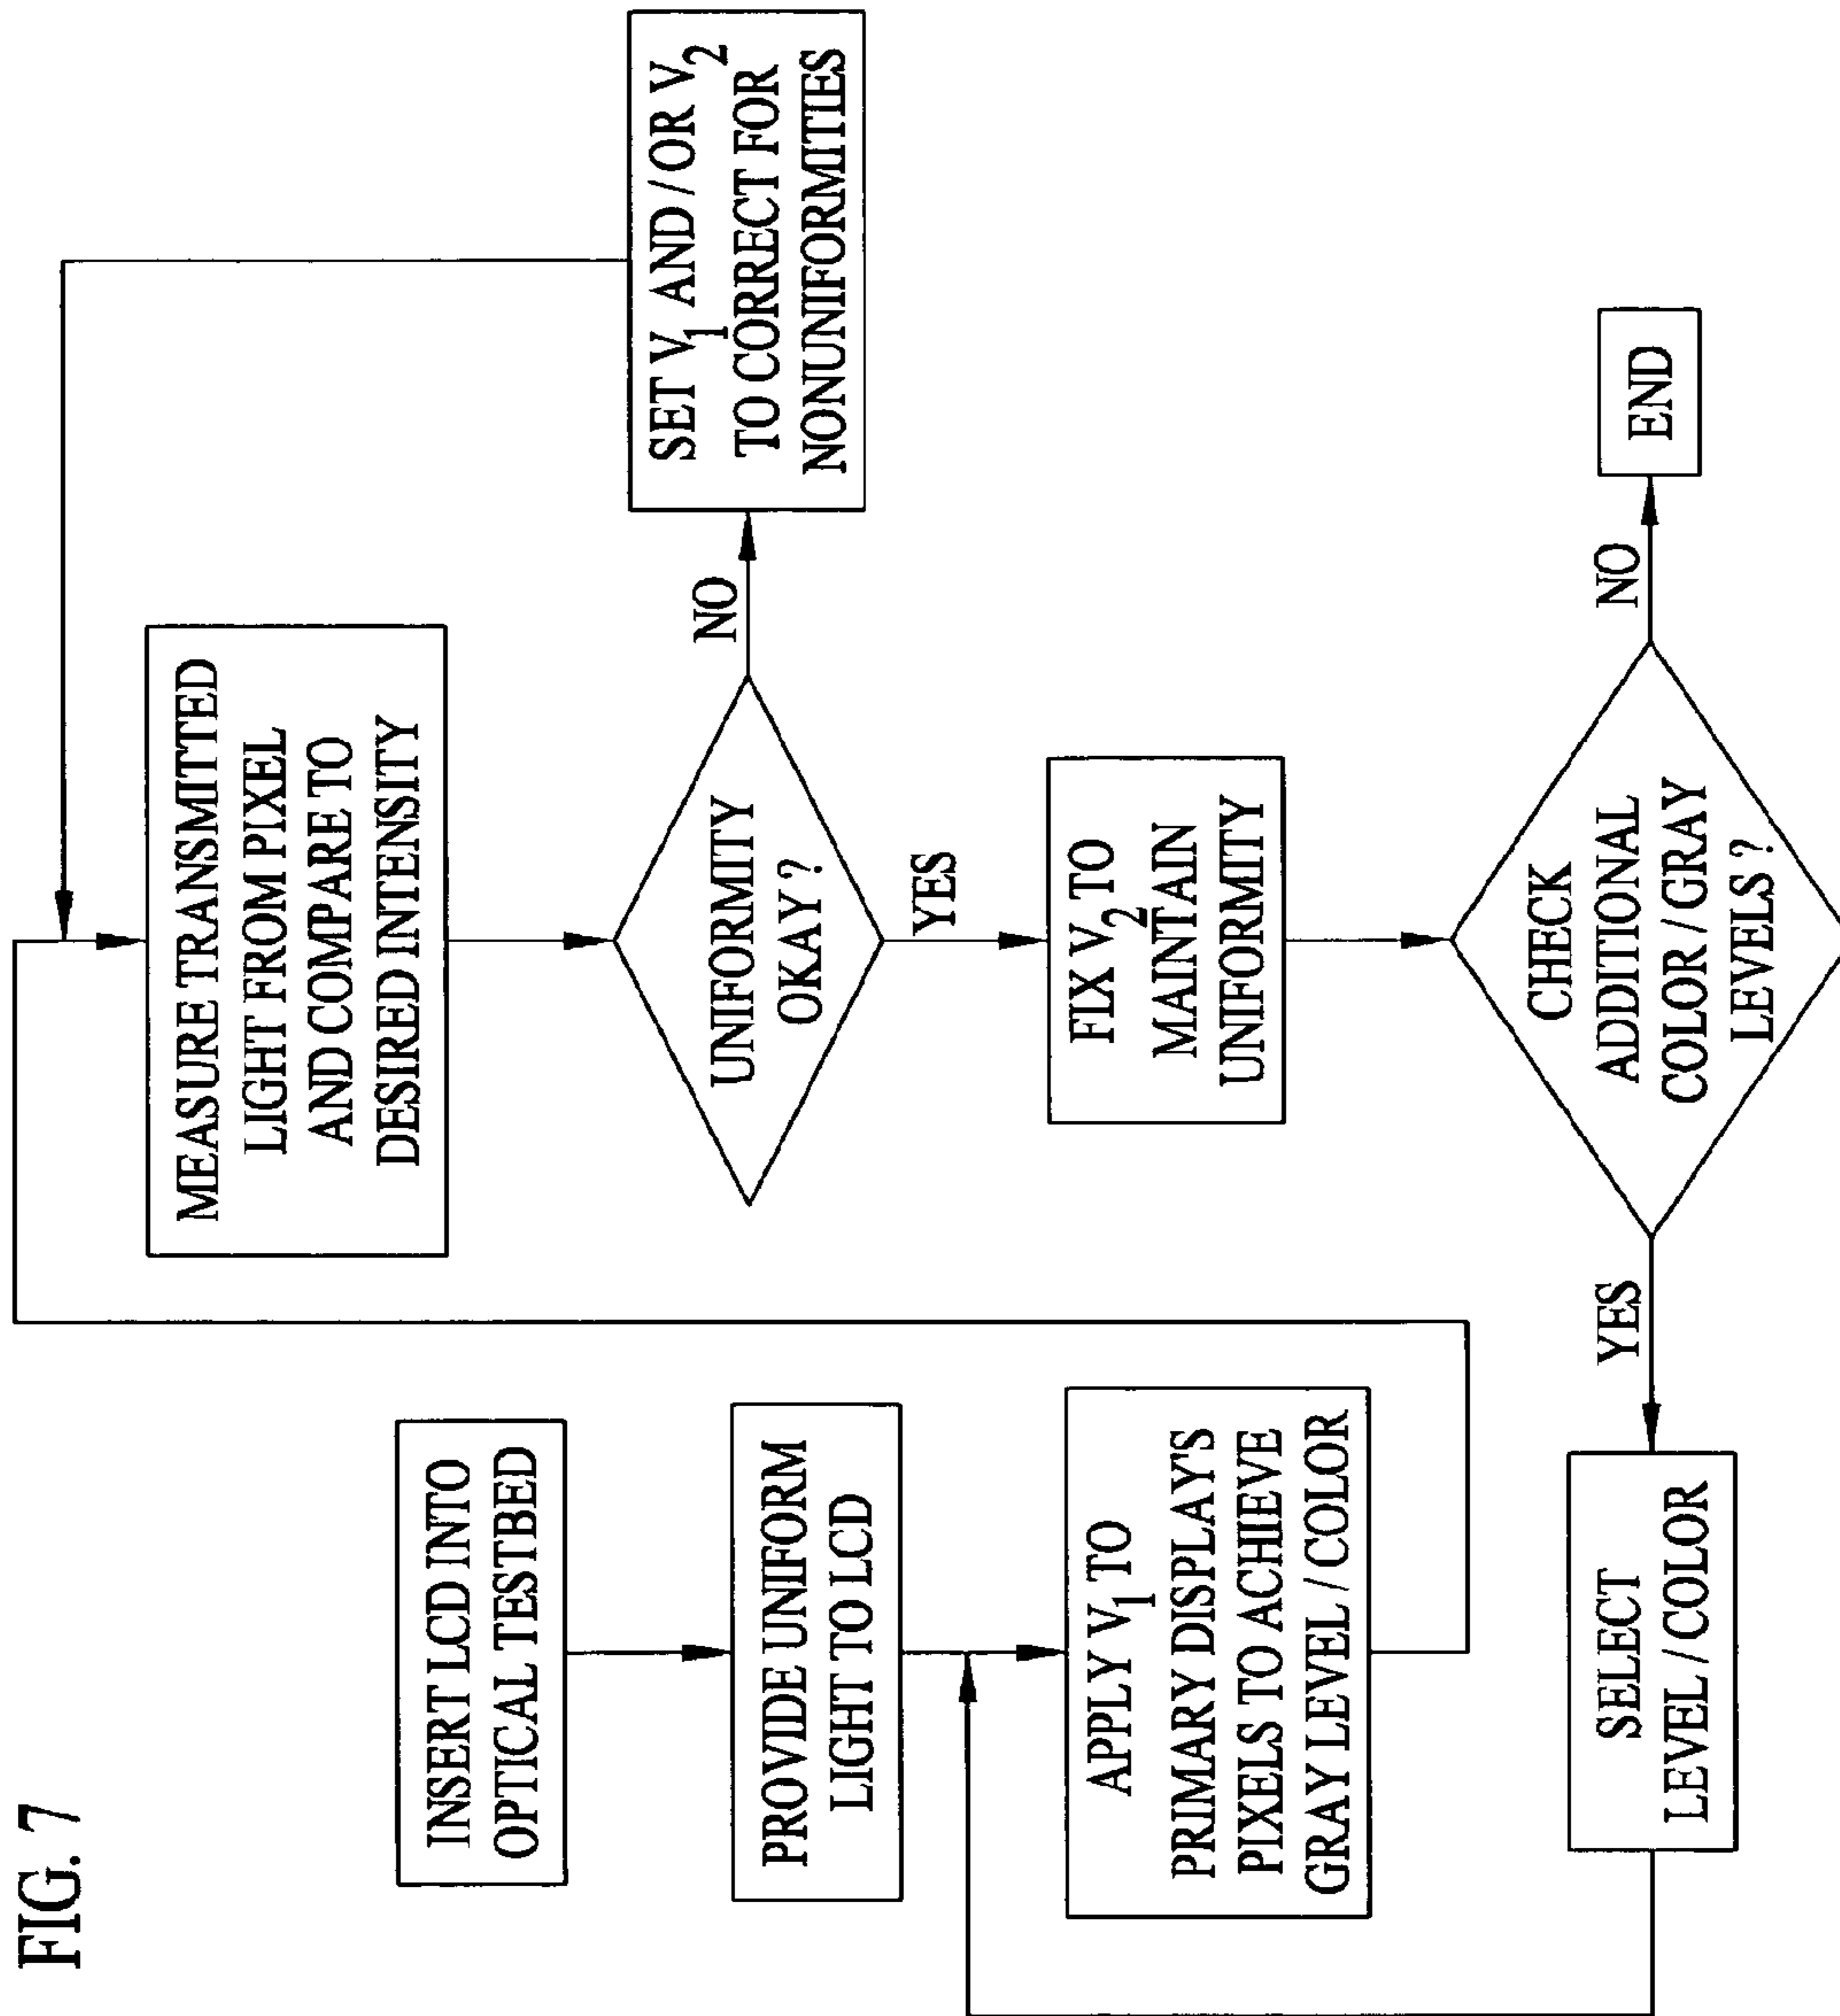 FIG. 7
INSERT LCD INTO
OPTICAL TESTBED
PROVIDE UNIFORM
LIGHT TO LCD
APPLY V1 TO
PRIMARY DISPLAYS
PIXELS TO ACHIEVE
GRAY LEVEL / COLOR
MEASURE TRANSMITTED
LIGHT FROM PIXEL
AND COMPARE TO
DESIRED INTENSITY
UNIFORMITY
OKAY ?
NO
SET V1 AND / OR V2
TO CORRECT FOR
NONUNIFORMITIES
YES
FIX V2 TO
MAINTAIN
UNIFORMITY
CHECK
ADDITIONAL
COLOR / GRAY
LEVELS ?
NO
END
YES
SELECT
LEVEL / COLOR